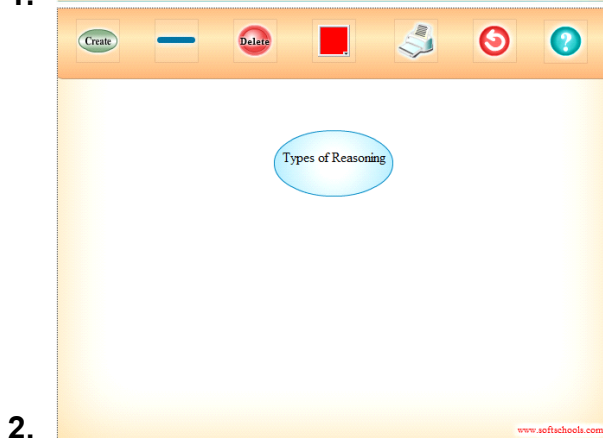 1.
Create
Delete
?
Types of Reasoning
2.
www.softschools.com